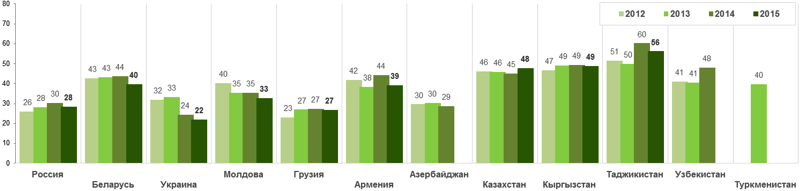 2012 2013 2014 2015
80
70
60
50
40
30
20
10
0
26 28 30 28
43 43 44 40
32 33 24 22
40 35 35 33
23 27 27 27
42 38 44 39
30 30 29
46 46 45 48
47 49 49 49
51 50 60 56
41 41 48
40
Россия Украина Молдова Грузия Азербайджан Таджикистан Узбекистан
Беларусь Армения Казахстан Кыргызстан Туркменистан